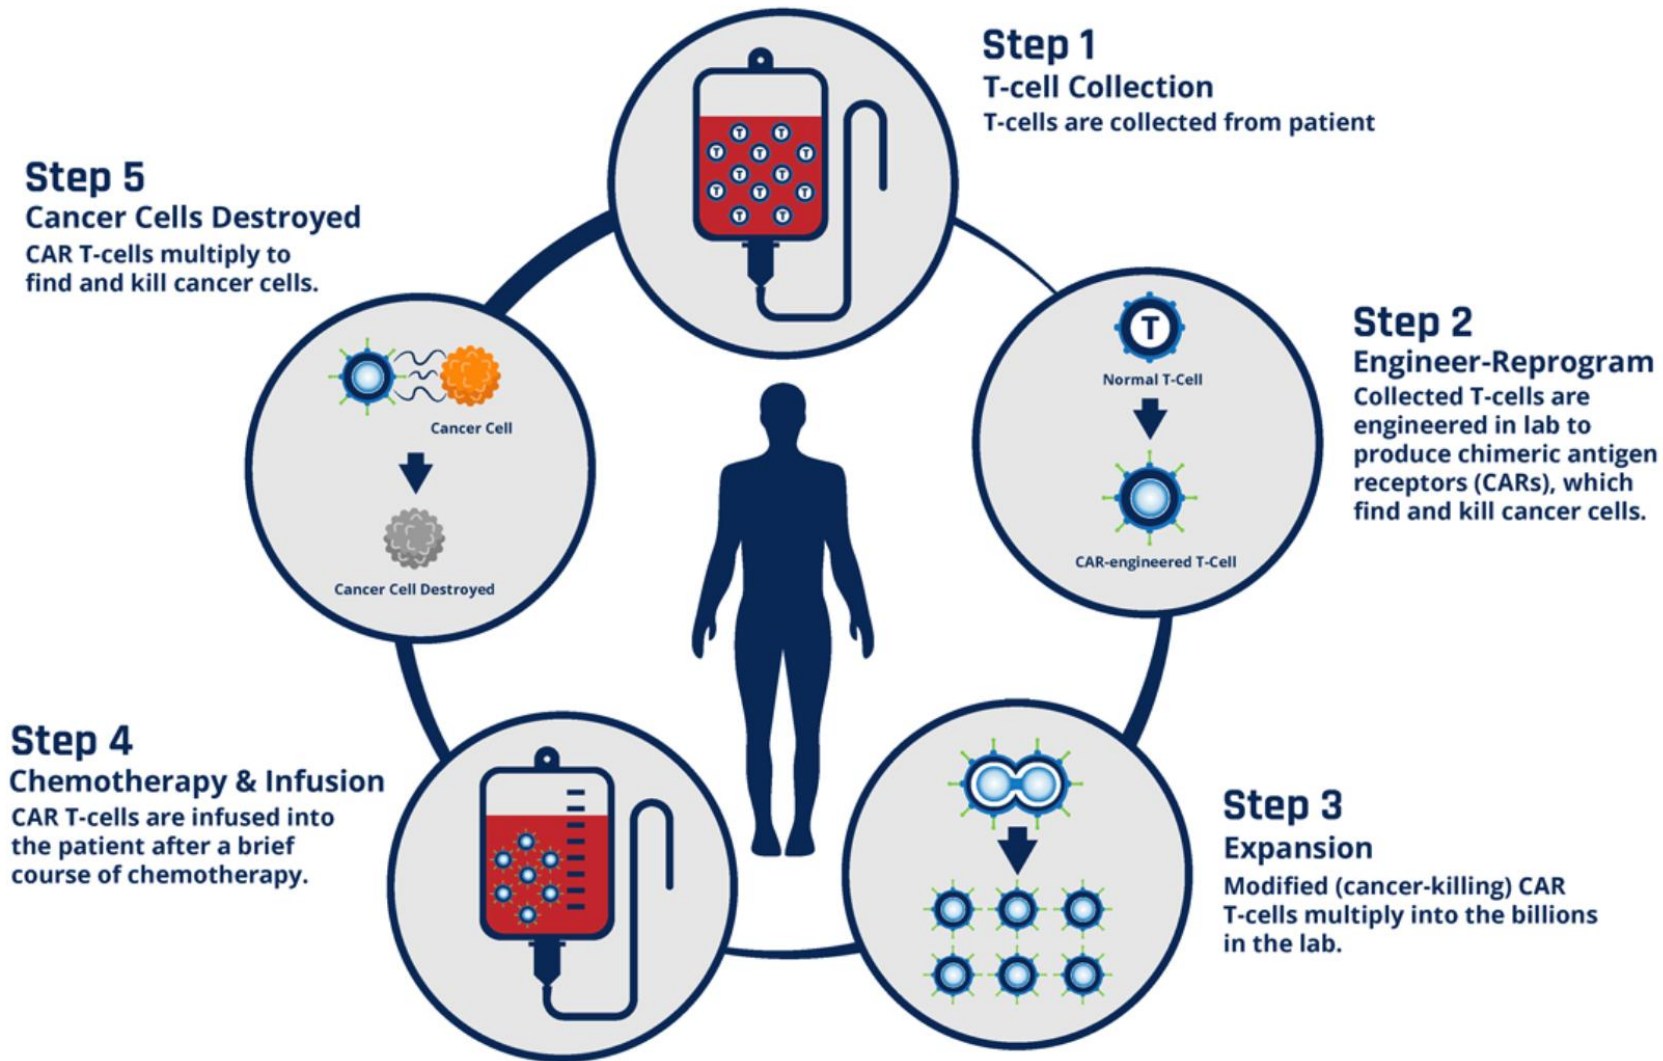 Step 1
T-cell Collection
T-cells are collected from patient
T
T
T
T
T
T
T
T
T
T
T
T
Step 2
Engineer-Reprogram
Collected T-cells are
engineered in lab to
produce chimeric antigen
receptors (CARs), which
find and kill cancer cells.
T
Normal T-Cell
CAR-engineered T-Cell
Step 3
Expansion
Modified (cancer-killing) CAR
T-cells multiply into the billions
in the lab.
Step 4
Chemotherapy & Infusion
CAR T-cells are infused into
the patient after a brief
course of chemotherapy.
Step 5
Cancer Cells Destroyed
CAR T-cells multiply to
find and kill cancer cells.
Cancer Cell
Cancer Cell Destroyed